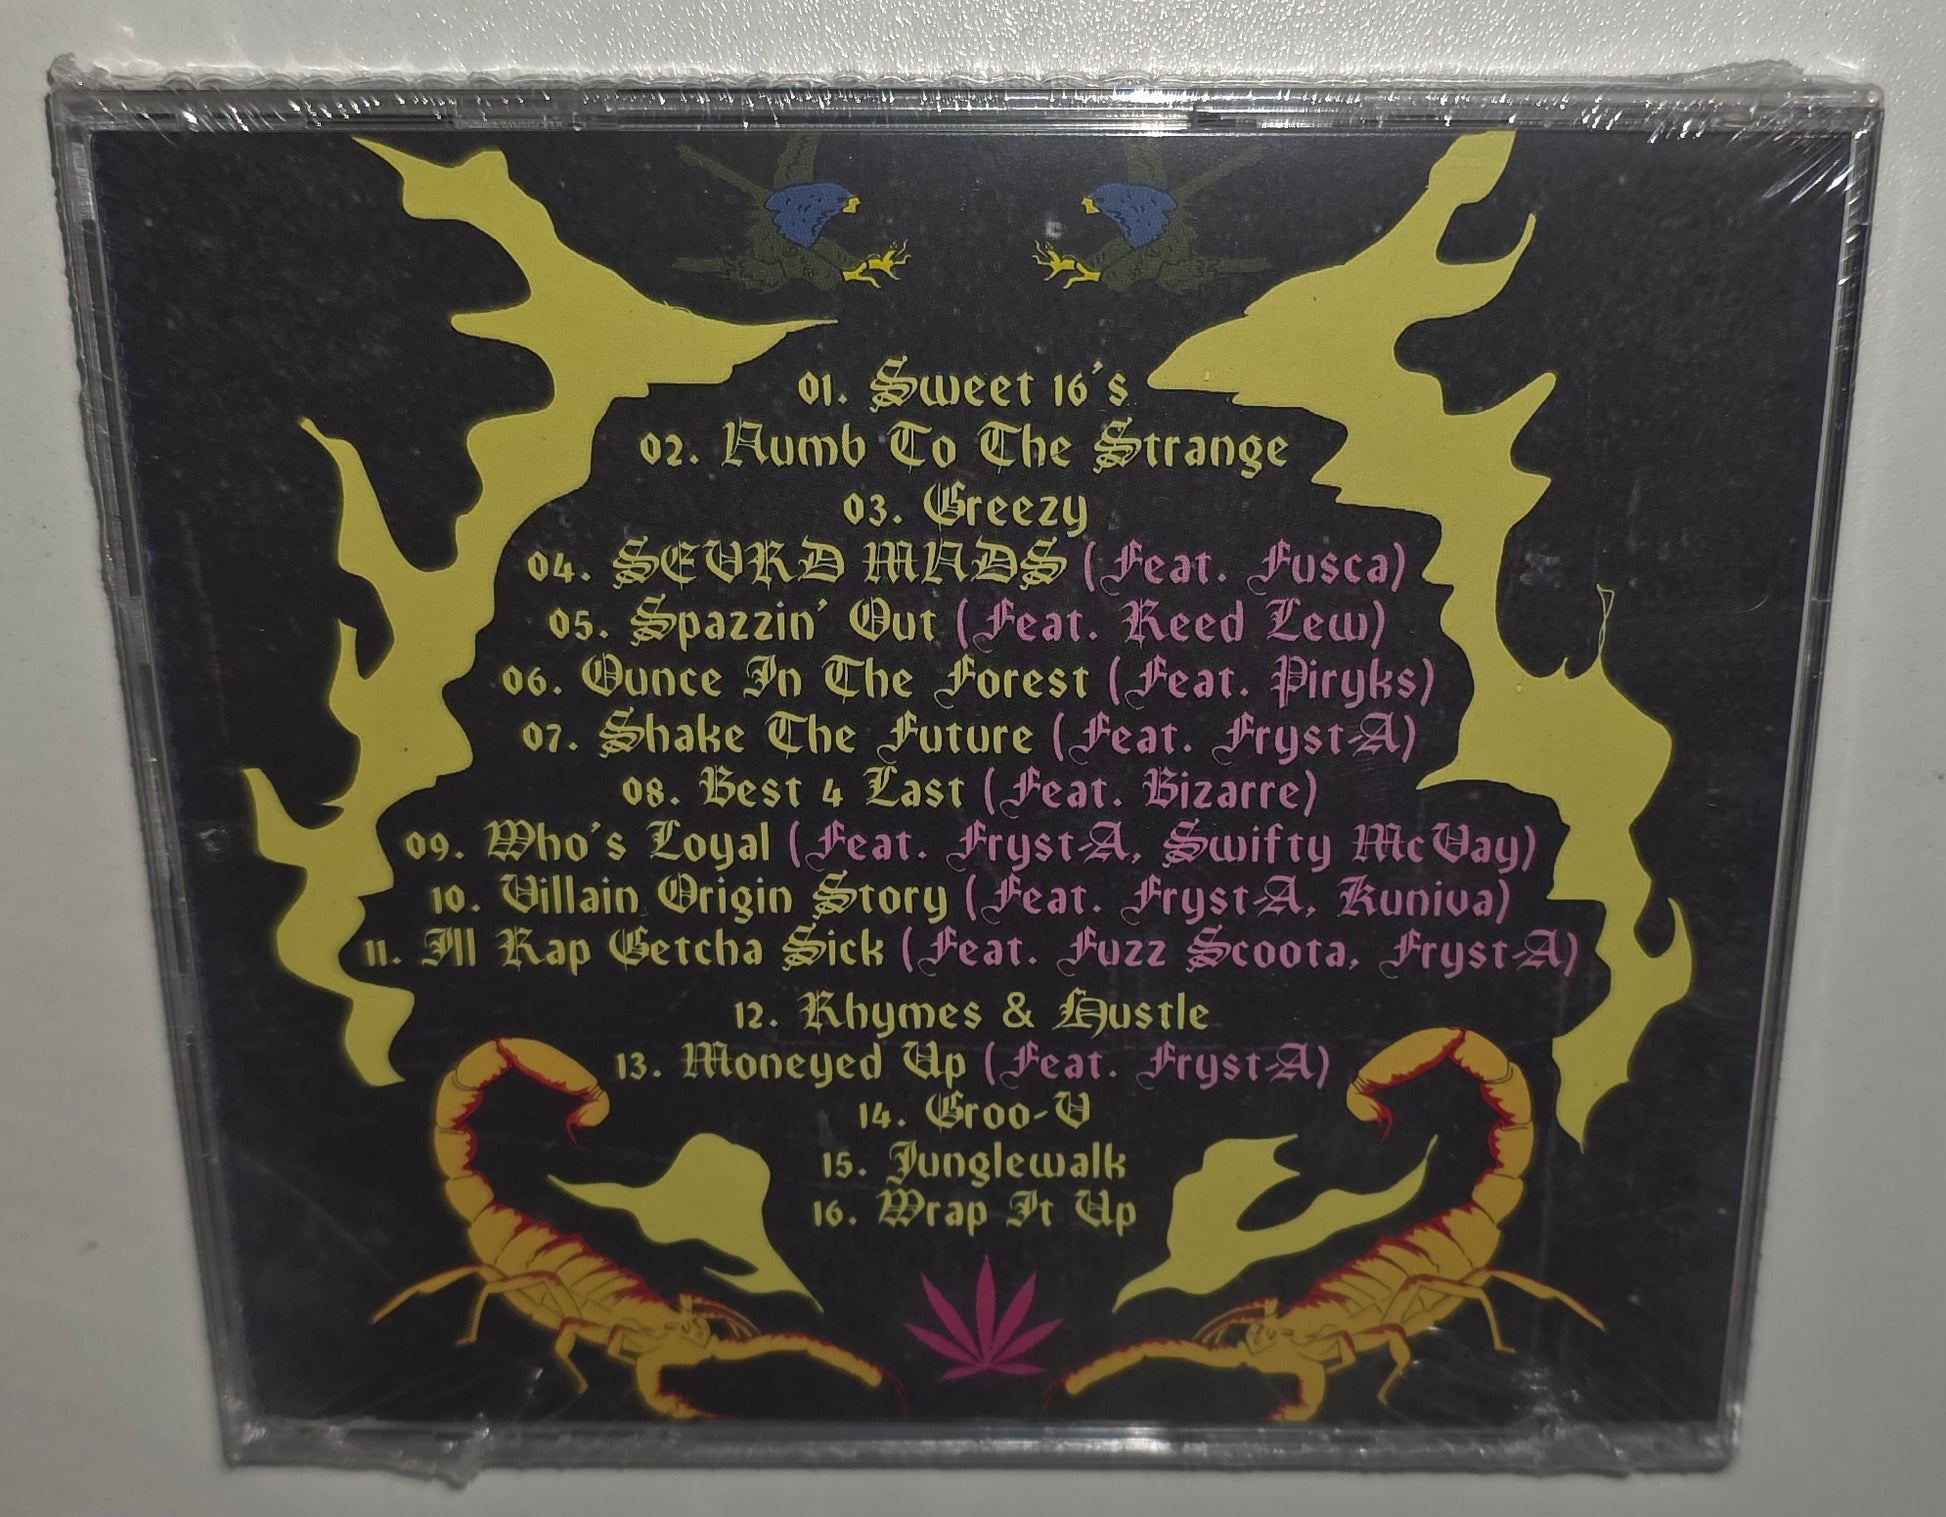 01. Sweet 16's
02. Numb To The Strange
03. Greezy
04. SEVRD MNDS (Feat. Fusca)
05. Spazzin' Out (Feat. Reed Lew)
06. Ounce In The Forest (Feat. Piryks)
07. Shake The Future (Feat. Fryst-A)
08. Best 4 Last (Feat. Bizarre)
09. Who's Loyal (Feat. Fryst-A, Swifty McVay)
10. Villain Origin Story (Feat. Fryst-A, Kuniva)
11. Ill Rap Getcha Sick (Feat. Fuzz Scoota, Fryst-A)
12. Rhymes & Hustle
13. Moneyed Up (Feat. Fryst-A)
14. Groo-V
15. Junglewalk
16. Wrap It Up